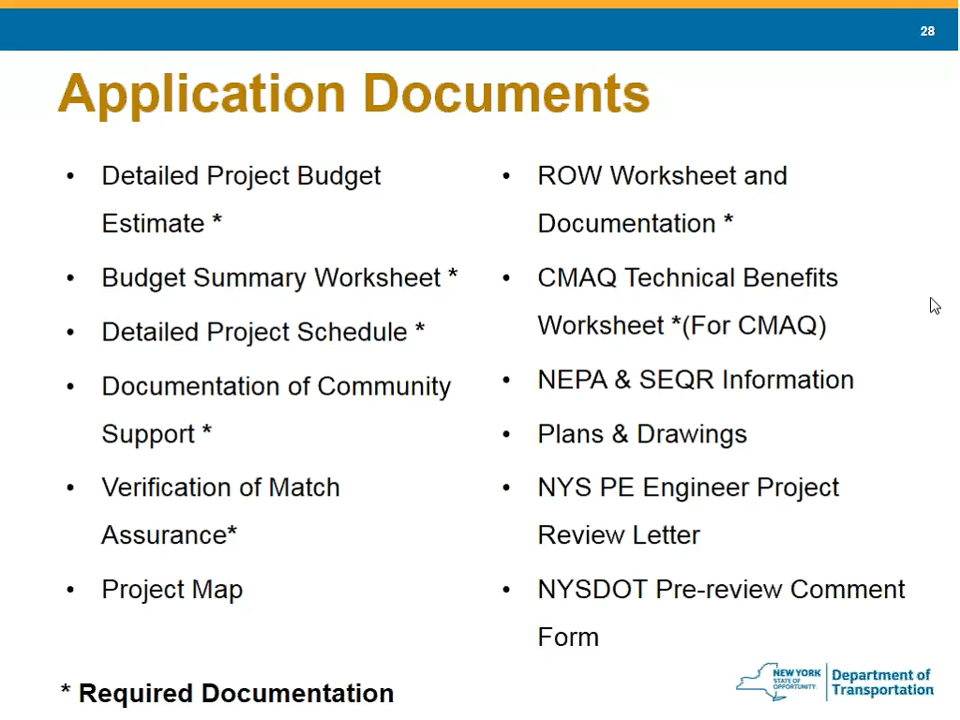 28
Application Documents
• Detailed Project Budget
Estimate *
• Budget Summary Worksheet *
• Detailed Project Schedule *
• Documentation of Community
Support *
• Verification of Match
Assurance*
• Project Map
• ROW Worksheet and
Documentation *
• CMAQ Technical Benefits
Worksheet *(For CMAQ)
• NEPA & SEQR Information
• Plans & Drawings
• NYS PE Engineer Project
Review Letter
• NYSDOT Pre-review Comment
Form
* Required Documentation
NEW YORK
STATE OF
OPPORTUNITY.
Department of
Transportation